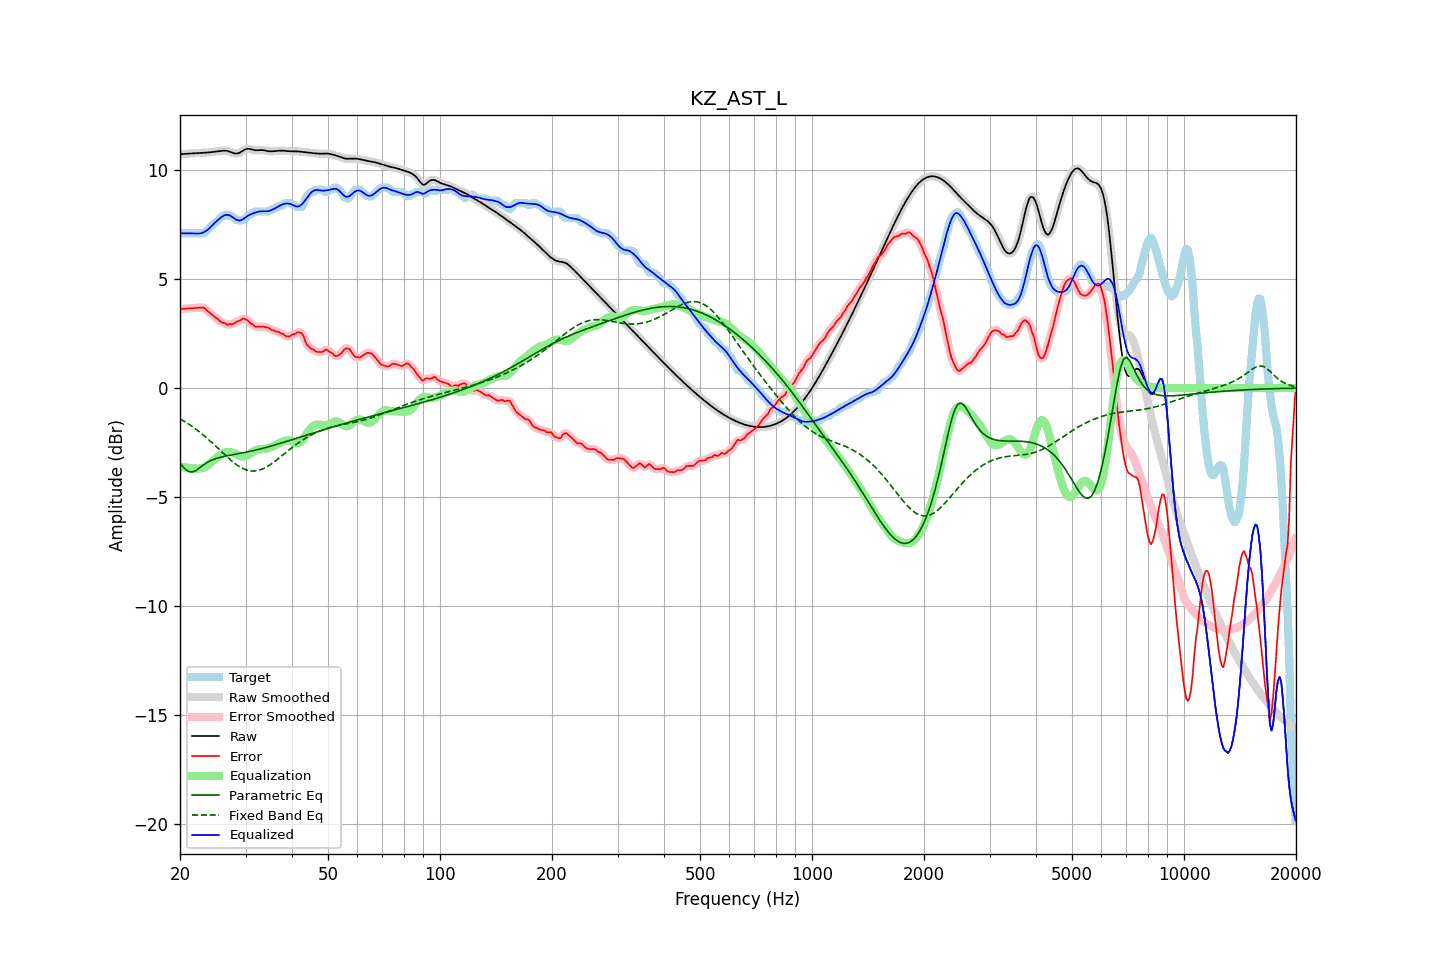 KZ_AST_L
Amplitude (dBr)
10
5
0
−5
−10
−15
−20
Target
Raw Smoothed
Error Smoothed
Raw
Error
Equalization
Parametric Eq
Fixed Band Eq
Equalized
20 50 100 200 500 1000 2000 5000 10000 20000
Frequency (Hz)